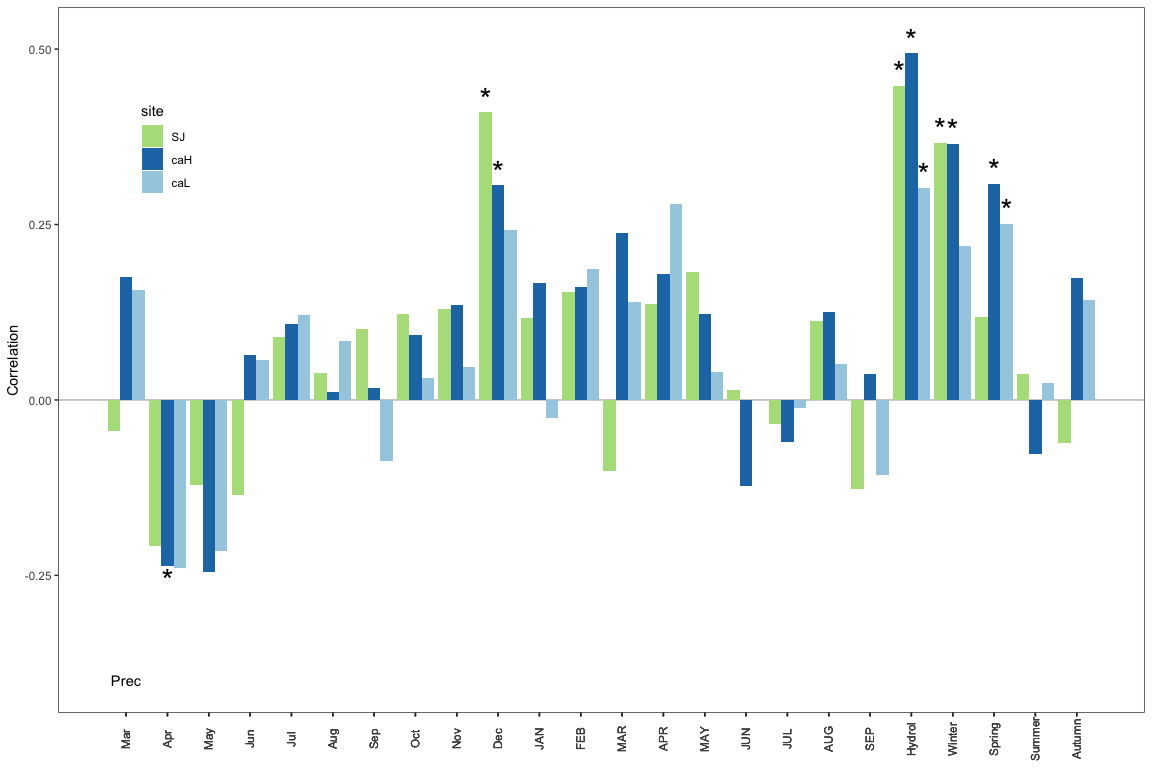 * *
* *
0.50
* *
site
SJ
caH
caL
* * *
* *
0.25
Correlation
0.00
*
-0.25
Prec
Mar Apr May Jun Jul Aug Sep Oct Nov Dec JAN FEB MAR APR MAY JUN JUL AUG SEP Hydrol Winter Spring Summer Autumn